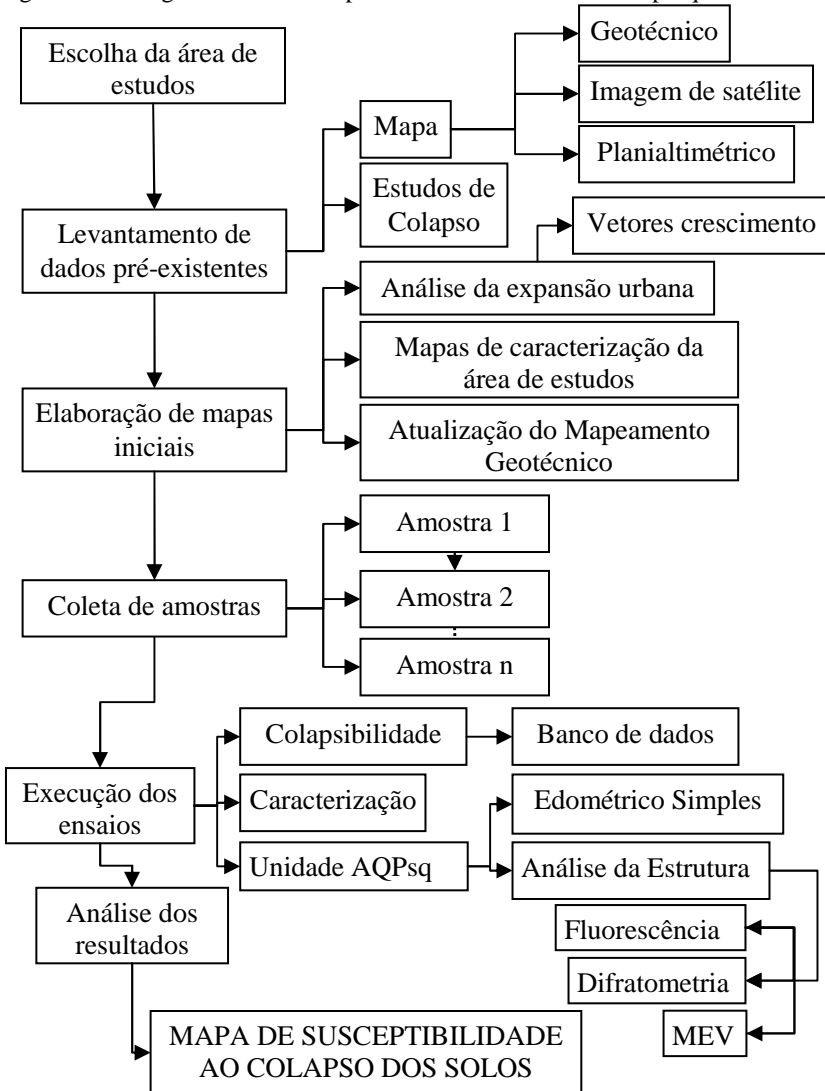 Escolha da área de
estudos
Geotécnico
Imagem de satélite
Mapa
Planialtimétrico
Estudos de
Colapso
Levantamento de
dados pré-existentes
Vetores crescimento
Análise da expansão urbana
Mapas de caracterização da
área de estudos
Elaboração de mapas
iniciais
Atualização do Mapeamento
Geotécnico
Amostra 1
Coleta de amostras
Amostra 2
Amostra n
Colapsibilidade
Banco de dados
Execução dos
ensaios
Caracterização
Edométrico Simples
Unidade AQPsq
Análise da Estrutura
Análise dos
resultados
Fluorescência
Difratometria
MEV
MAPA DE SUSCEPTIBILIDADE
AO COLAPSO DOS SOLOS